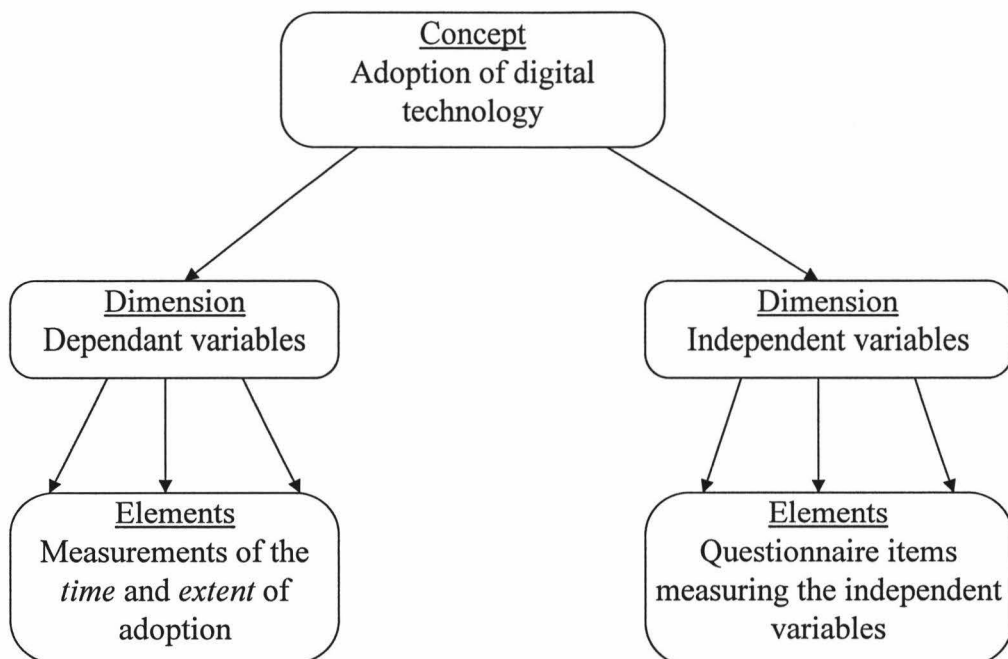 Concept
Adoption of digital
technology
Dimension
Dependant variables
Dimension
Independent variables
Elements
Measurements of the
time and extent of
adoption
Elements
Questionnaire items
measuring the independent
variables